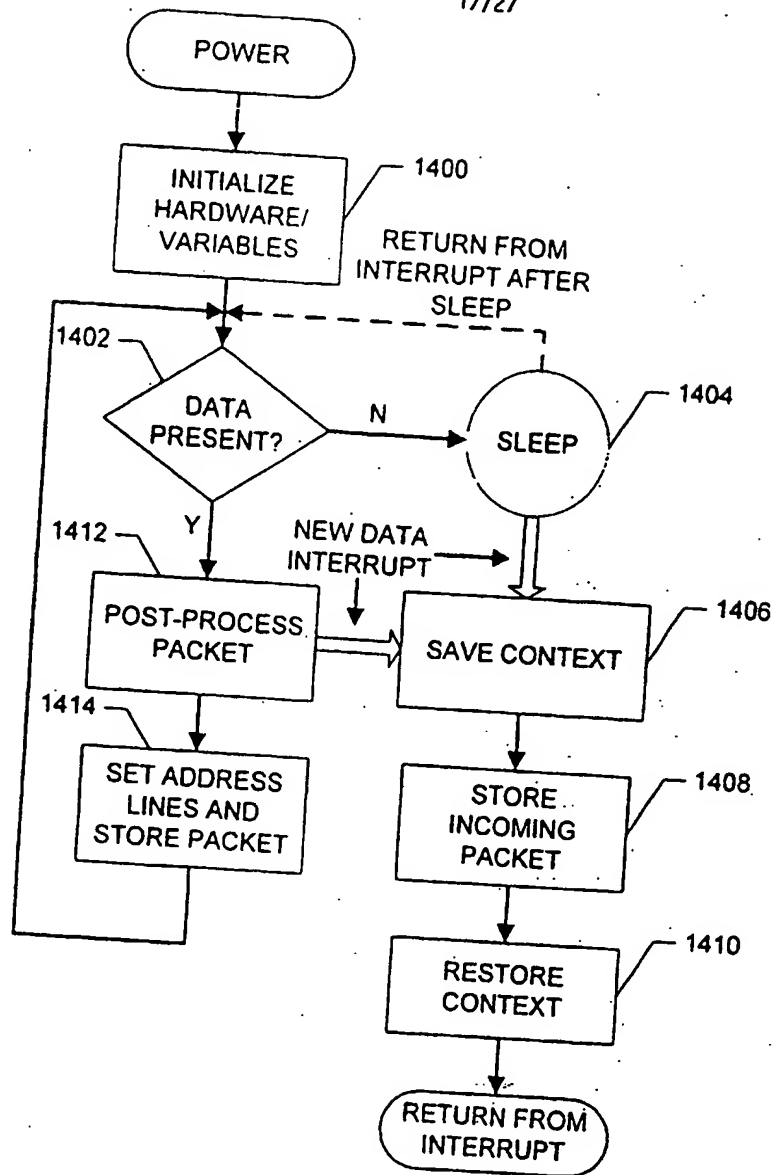 17/27
POWER
INITIALIZE
HARDWARE/
VARIABLES
1400
RETURN FROM
INTERRUPT AFTER
SLEEP
1402
DATA
PRESENT?
N
SLEEP
1404
Y
1412
NEW DATA
INTERRUPT
POST-PROCESS
PACKET
SAVE CONTEXT
1406
1414
SET ADDRESS
LINES AND
STORE PACKET
STORE
INCOMING
PACKET
1408
RESTORE
CONTEXT
1410
RETURN FROM
INTERRUPT